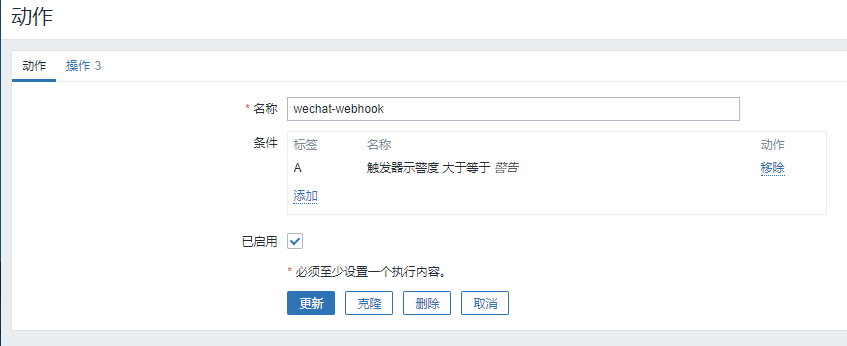 动作
动作 操作 3
* 名称 wechat-webhook
条件 标签 名称 动作
A 触发器示警度 大于等于 警告 移除
添加
已启用
* 必须至少设置一个执行内容。
更新 克隆 删除 取消